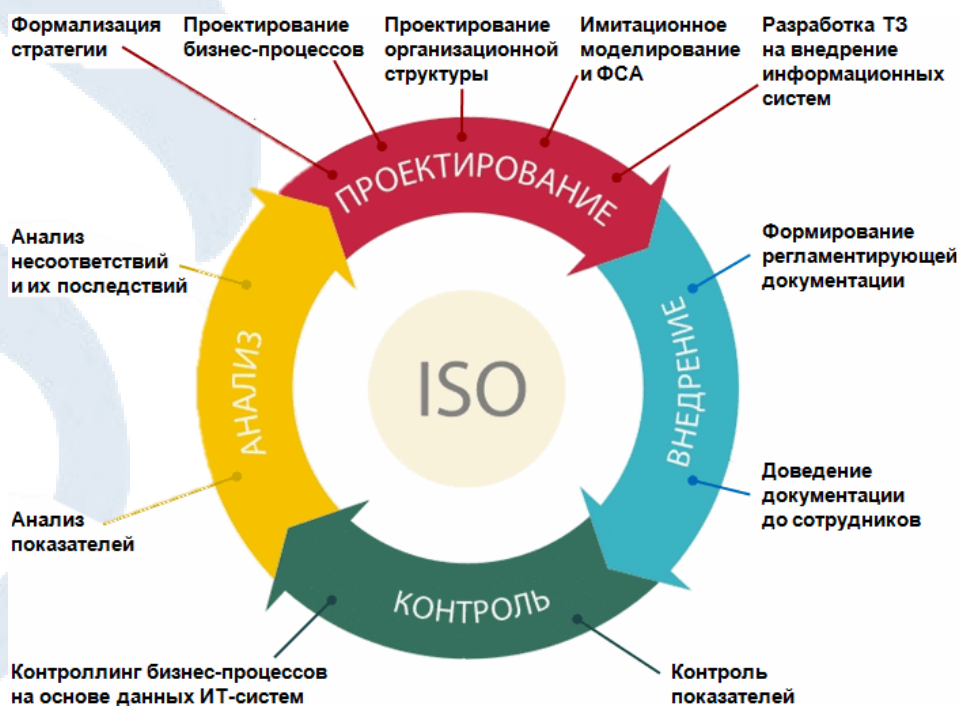 Формализация
стратегии
Проектирование
бизнес-процессов
Проектирование
организационной
структуры
Имитационное
моделирование
и ФСА
Разработка ТЗ
на внедрение
информационных
систем
ПРОЕКТИРОВАНИЕ
Формирование
регламентирующей
документации
ВНЕДРЕНИЕ
Доведение
документации
до сотрудников
Контроль
показателей
КОНТРОЛЬ
Контроллинг бизнес-процессов
на основе данных ИТ-систем
Анализ
показателей
АНАЛИЗ
Анализ
несоответствий
и их последствий
ISO